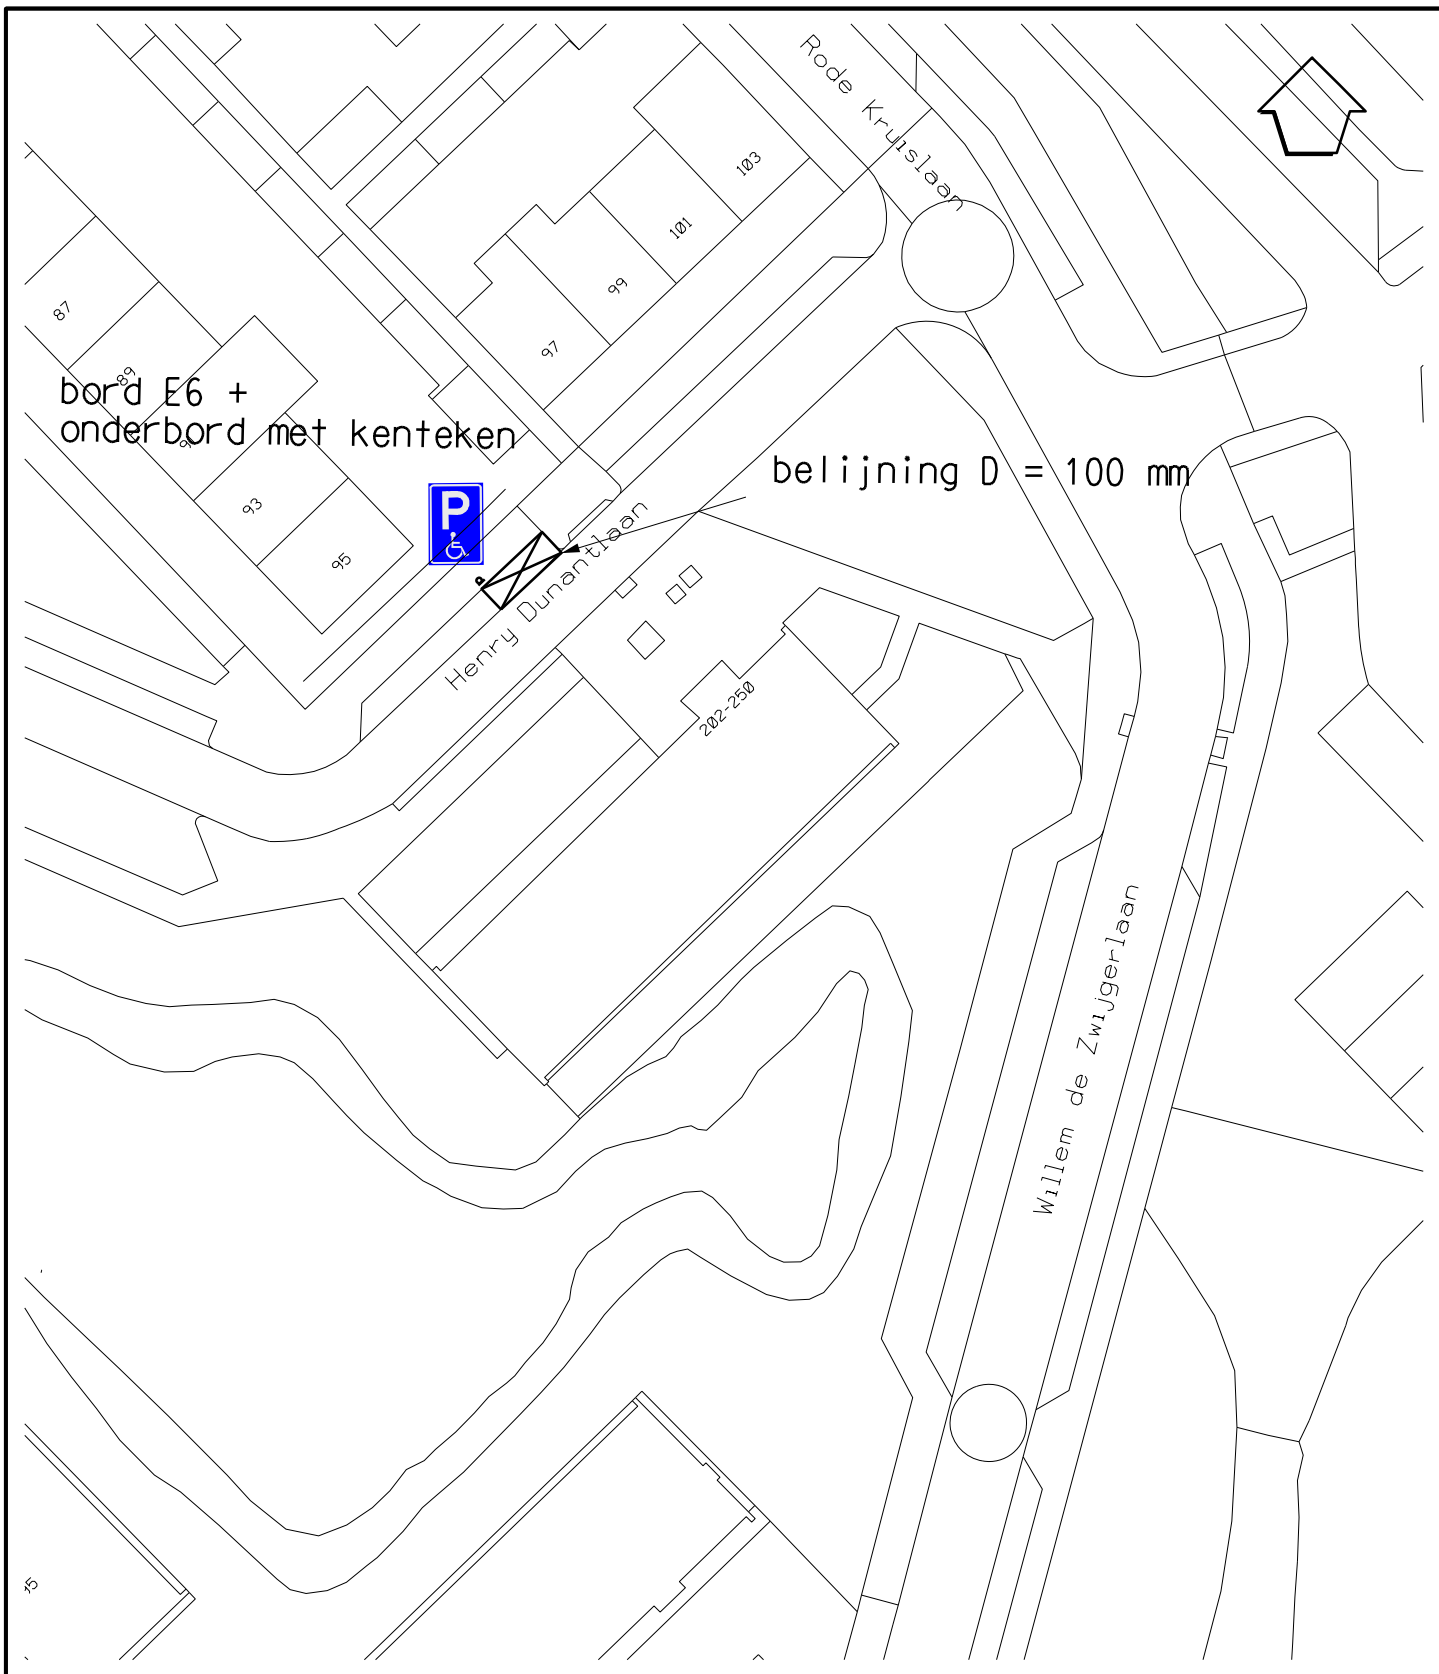 Rode Kruislaan
103
101
99
97
87
89
bord E6 +
onderbord met kenteken
belijning D = 100 mm
P
93
95
Henry Dunantlaan
202-250
Willem de Zwijgerlaan